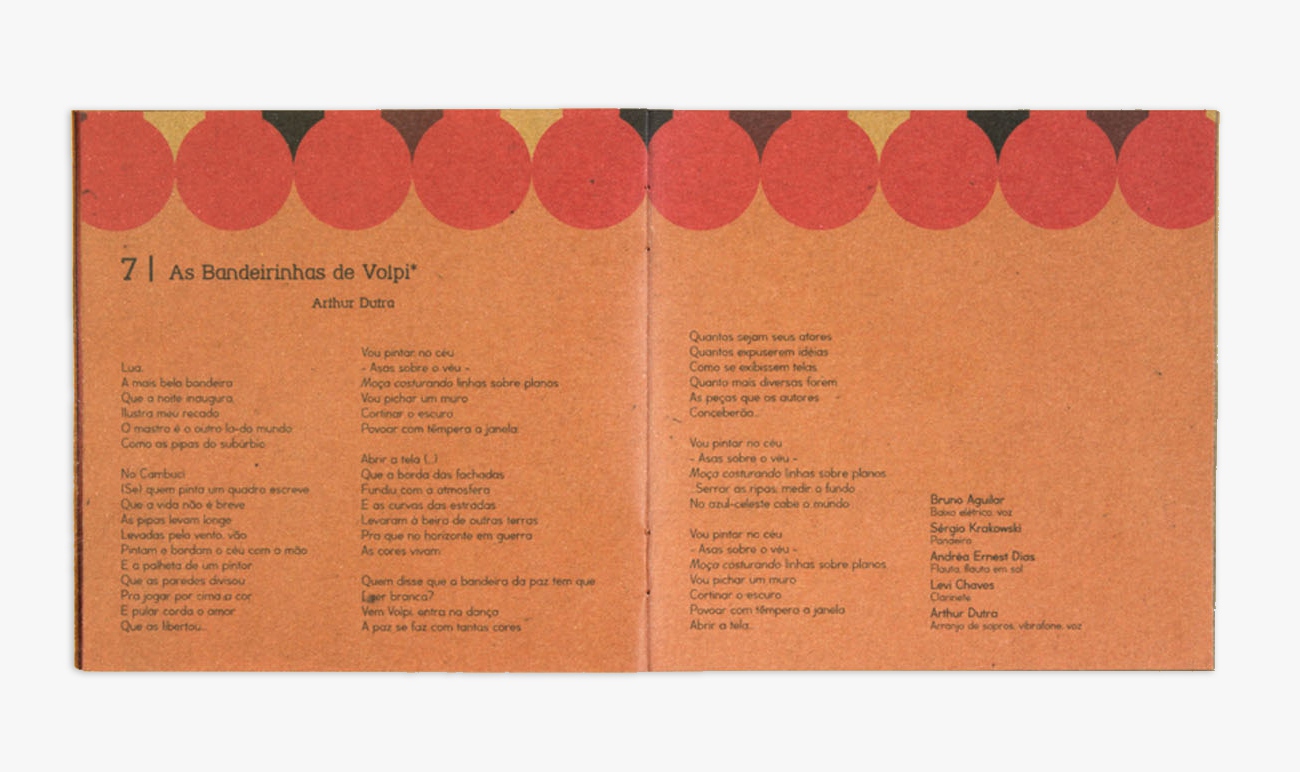 7 | As Bandeirinhas de Volpi*
Arthur Dutra
Lua,
A mais bela bandeira
Que a noite inaugura,
Ilustra meu recado
O mastro é o outro la-do mundo
Como as pipas do subúrbio
No Cambuci
(Se) quem pinta um quadro escreve
Que a vida não é breve
As pipas levam longe
Levadas pelo vento, vão
Pintam e bordam o céu com a mão
E a palheta de um pintor
Que as paredes divisou
Pra jogar por cima a cor
E pular corda o amor
Que as libertou...
Vou pintar no céu
- Asas sobre o véu -
Moça costurando linhas sobre planos
Vou pichar um muro
Cortinar o escuro
Povoar com têmpera a janela
Abrir a tela (...)
Que a borda das fachadas
Fundiu com a atmosfera
E as curvas das estradas
Levaram à beira de outras terras
Pra que no horizonte em guerra
As cores vivam
Quem disse que a bandeira da paz tem que
branca?
Vem Volpi, entra na dança
A paz se faz com tantas cores
Quantos sejam seus atores
Quantos expuserem idéias
Como se exibissem telas
Quanto mais diversas forem
As peças que os autores
Conceberão...
Vou pintar no céu
- Asas sobre o véu -
Moça costurando linhas sobre planos
Serrar as ripas, medir o fundo
No azul-celeste cabe o mundo
Vou pintar no céu
- Asas sobre o véu -
Moça costurando linhas sobre planos
Vou pichar um muro
Cortinar o escuro
Povoar com têmpera a janela
Abrir a tela...
Bruno Aguilar
Baixo elétrico, voz
Sérgio Krakowski
Pandeiro
Andréa Ernest Dias
Flauta, flauta em sol
Levi Chaves
Clarinete
Arthur Dutra
Arranjo de sopros, vibrafone, voz